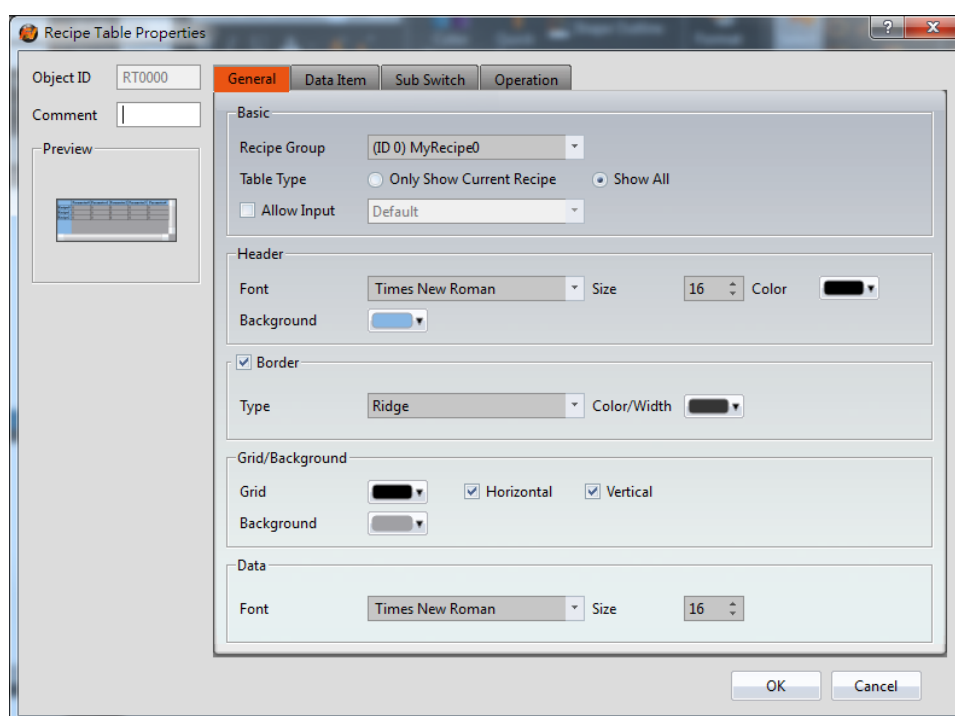 Recipe Table Properties
?
Object ID RT0000
Comment
Preview
General Data Item Sub Switch Operation
Basic
Recipe Group (ID 0) MyRecipe0
Table Type Only Show Current Recipe Show All
Allow Input Default
Header
Font Times New Roman Size 16 Color
Background
Border
Type Ridge Color/Width
Grid/Background
Grid Horizontal Vertical
Background
Data
Font Times New Roman Size 16
OK Cancel